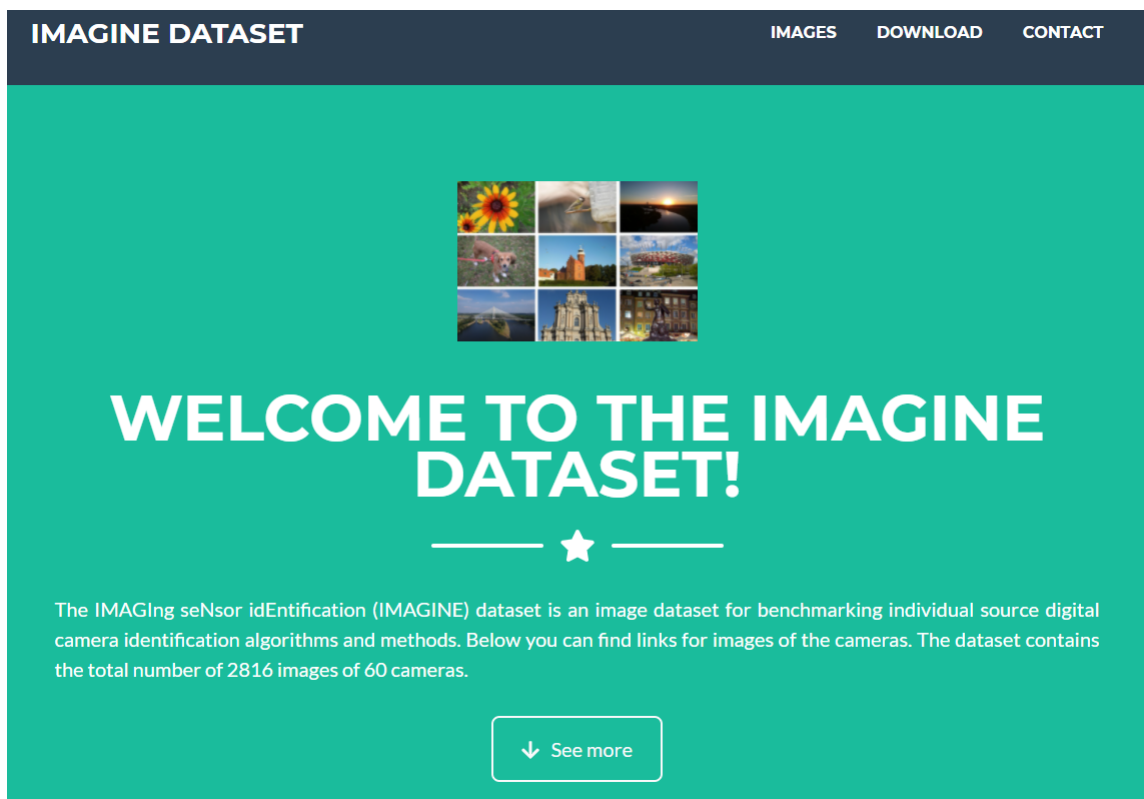 IMAGINE DATASET
IMAGES DOWNLOAD CONTACT
WELCOME TO THE IMAGINE
DATASET!
The IMAGIng seNsor idEntification (IMAGINE) dataset is an image dataset for benchmarking individual source digital
camera identification algorithms and methods. Below you can find links for images of the cameras. The dataset contains
the total number of 2816 images of 60 cameras.
See more